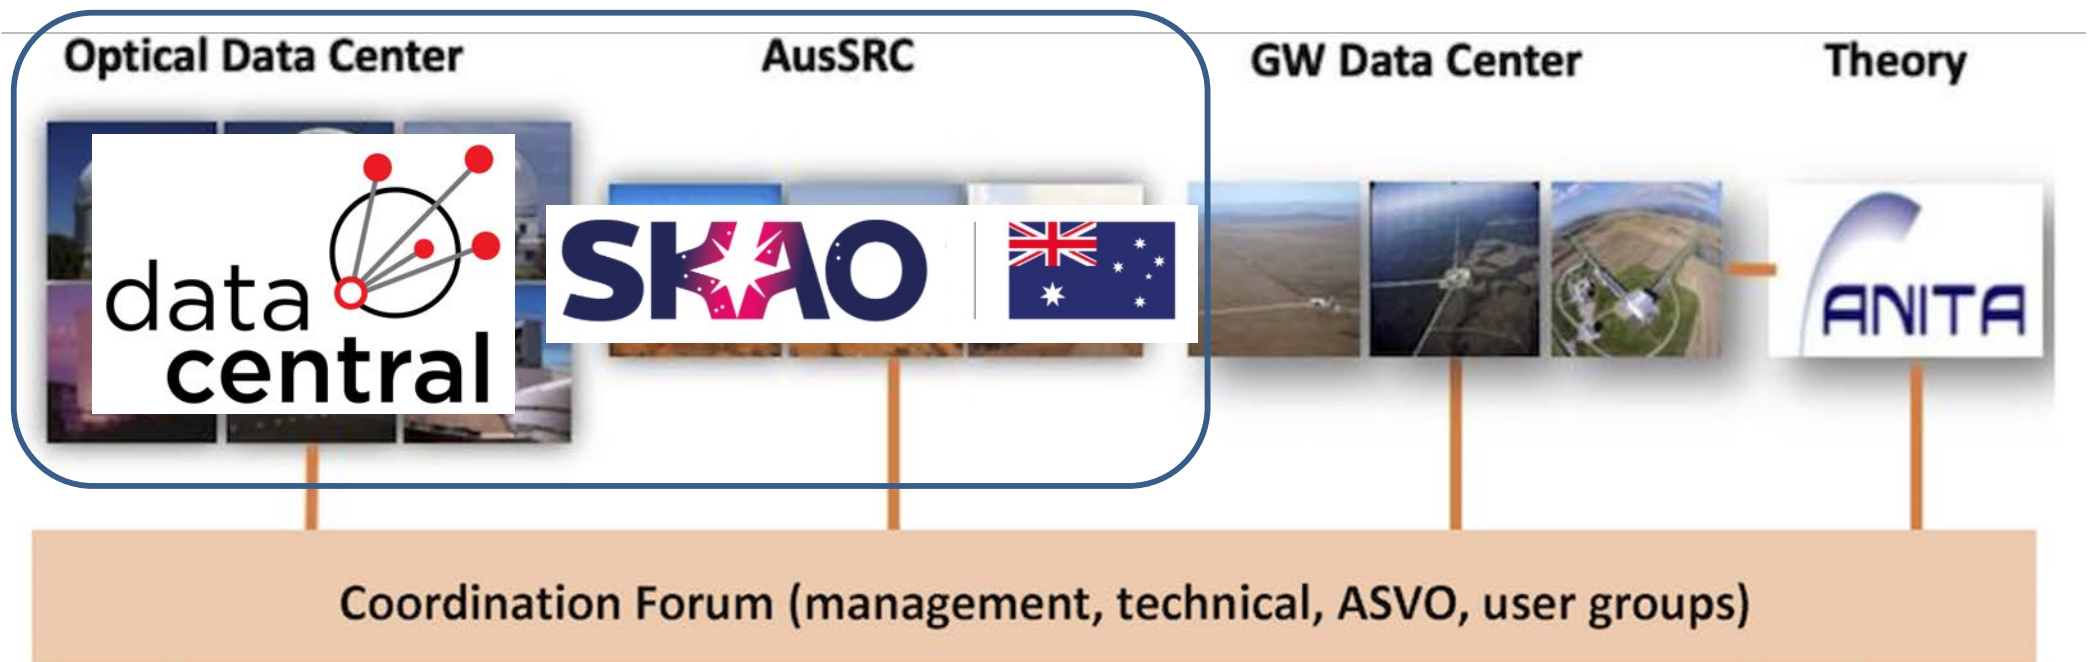 Optical Data Center
AusSRC
GW Data Center
Theory
data
central
SKAO
ANITA
Coordination Forum (management, technical, ASVO, user groups)